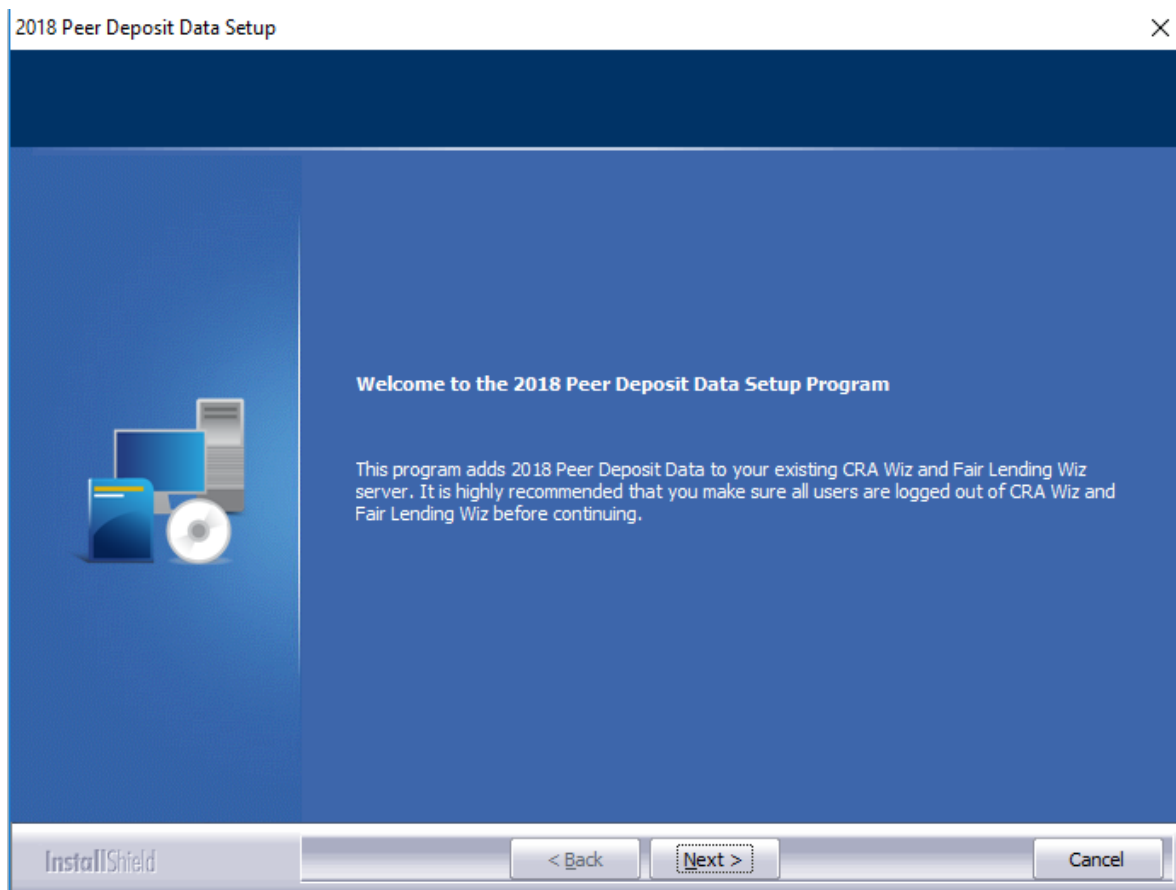 2018 Peer Deposit Data Setup
Welcome to the 2018 Peer Deposit Data Setup Program
This program adds 2018 Peer Deposit Data to your existing CRA Wiz and Fair Lending Wiz
server. It is highly recommended that you make sure all users are logged out of CRA Wiz and
Fair Lending Wiz before continuing.
InstallShield
< Back
Next >
Cancel